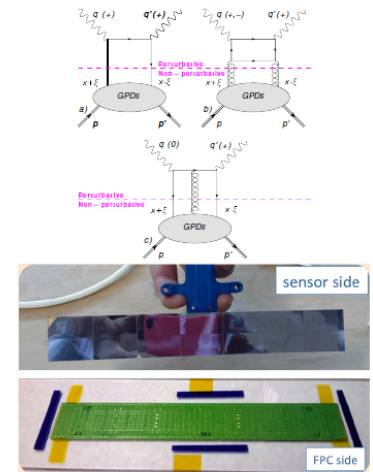 q (+) q'(+) q (+,-) q'(+)
Perturbative Perturbative
Non - perturbative Non - perturbative
x+ξ x-ξ x+ξ x-ξ
GPDs GPDs
a) b)
p p' p p'
q (0) q'(+)
Perturbative
Non - perturbative
x+ξ x-ξ
GPDs
c)
p p'
sensor side
FPC side